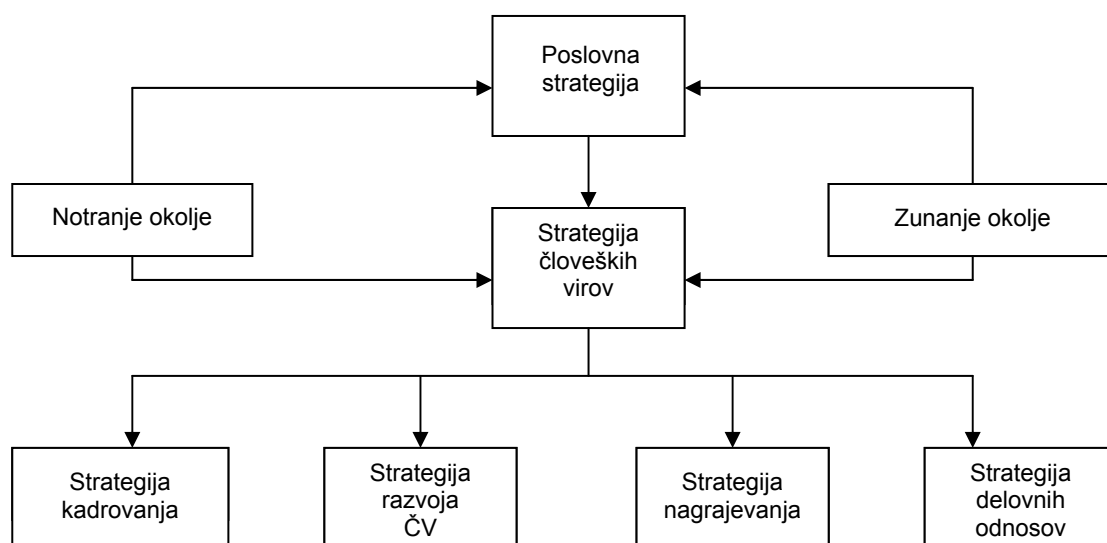 Poslovna
strategija
Notranje okolje
Zunanje okolje
Strategija
človeških
virov
Strategija
kadrovanja
Strategija
razvoja
ČV
Strategija
nagrajevanja
Strategija
delovnih
odnosov